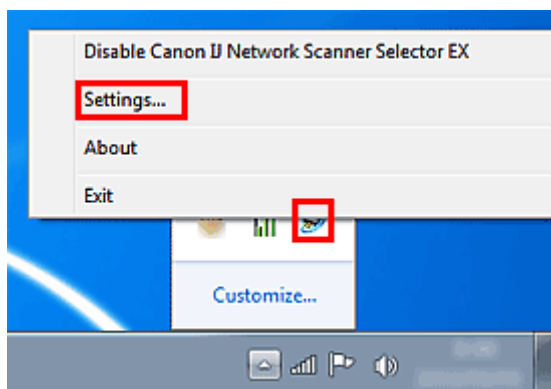 Disable Canon IJ Network Scanner Selector EX
Settings...
About
Exit
Customize...